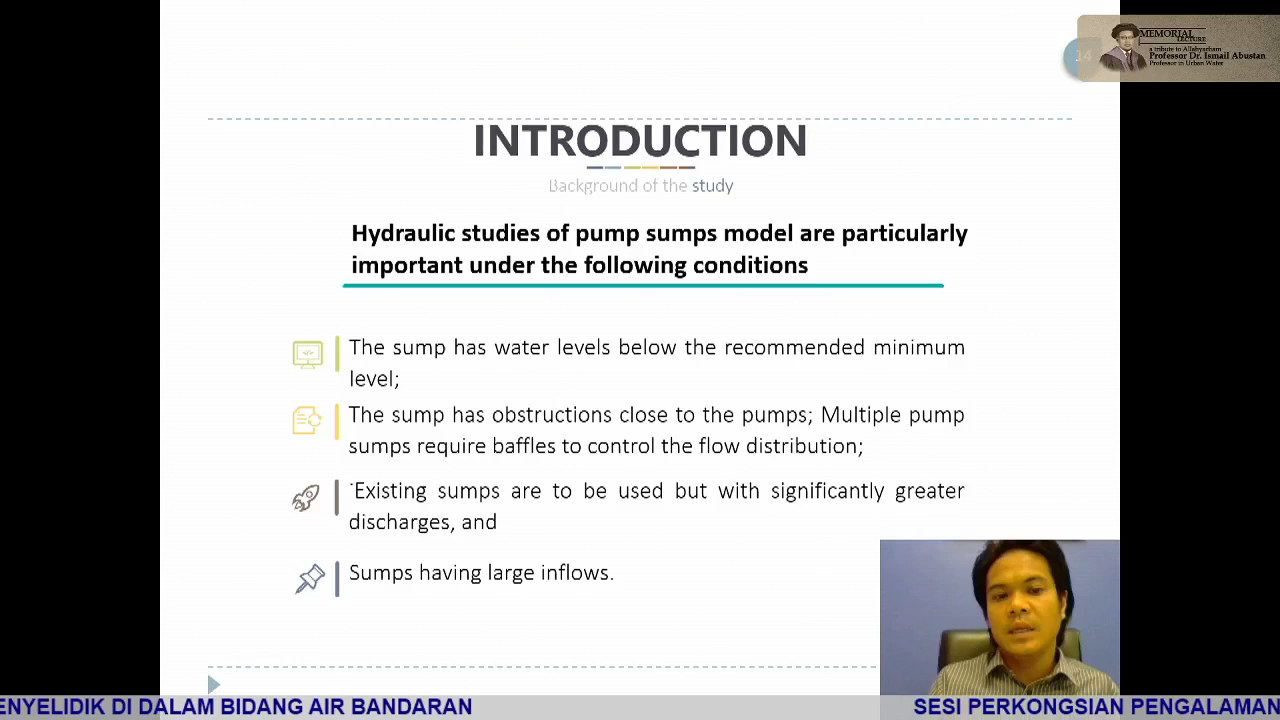 MEMORIAL
LECTURE
a tribute to Allahyarham
Professor Dr. Ismail Abustan
Professor in Urban Water
34
INTRODUCTION
Background of the study
Hydraulic studies of pump sumps model are particularly
important under the following conditions
The sump has water levels below the recommended minimum
level;
The sump has obstructions close to the pumps; Multiple pump
sumps require baffles to control the flow distribution;
Existing sumps are to be used but with significantly greater
discharges, and
Sumps having large inflows.
ENYELIDIK DI DALAM BIDANG AIR BANDARAN
SESI PERKONGSIAN PENGALAMAN